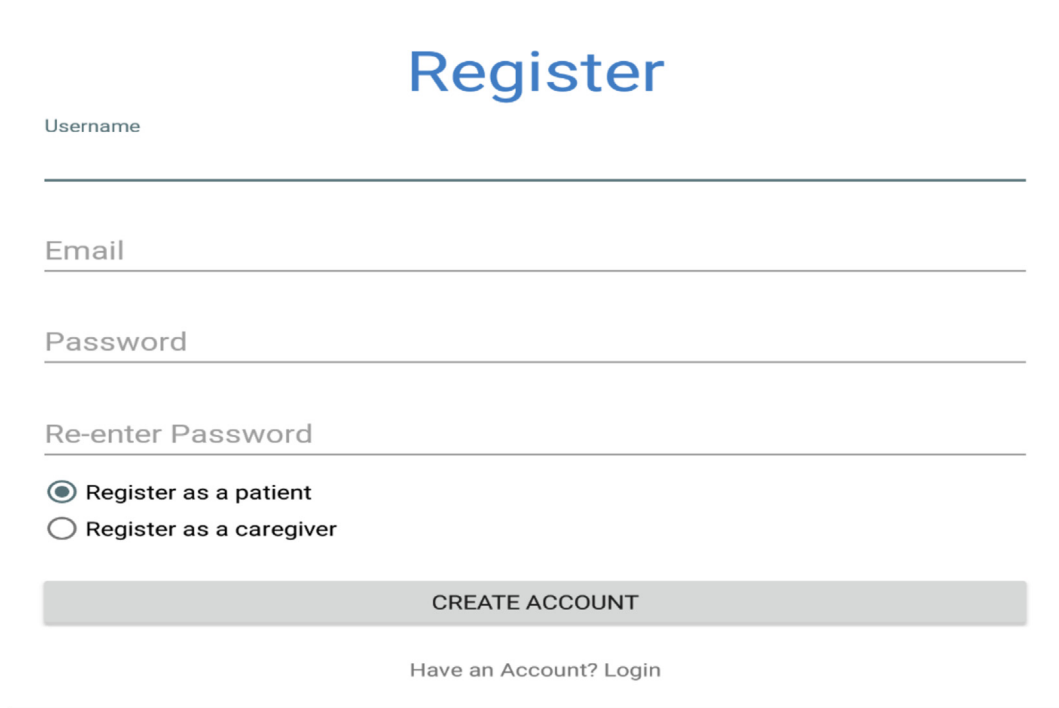 Register
Username
Email
Password
Re-enter Password
Register as a patient
Register as a caregiver
CREATE ACCOUNT
Have an Account? Login